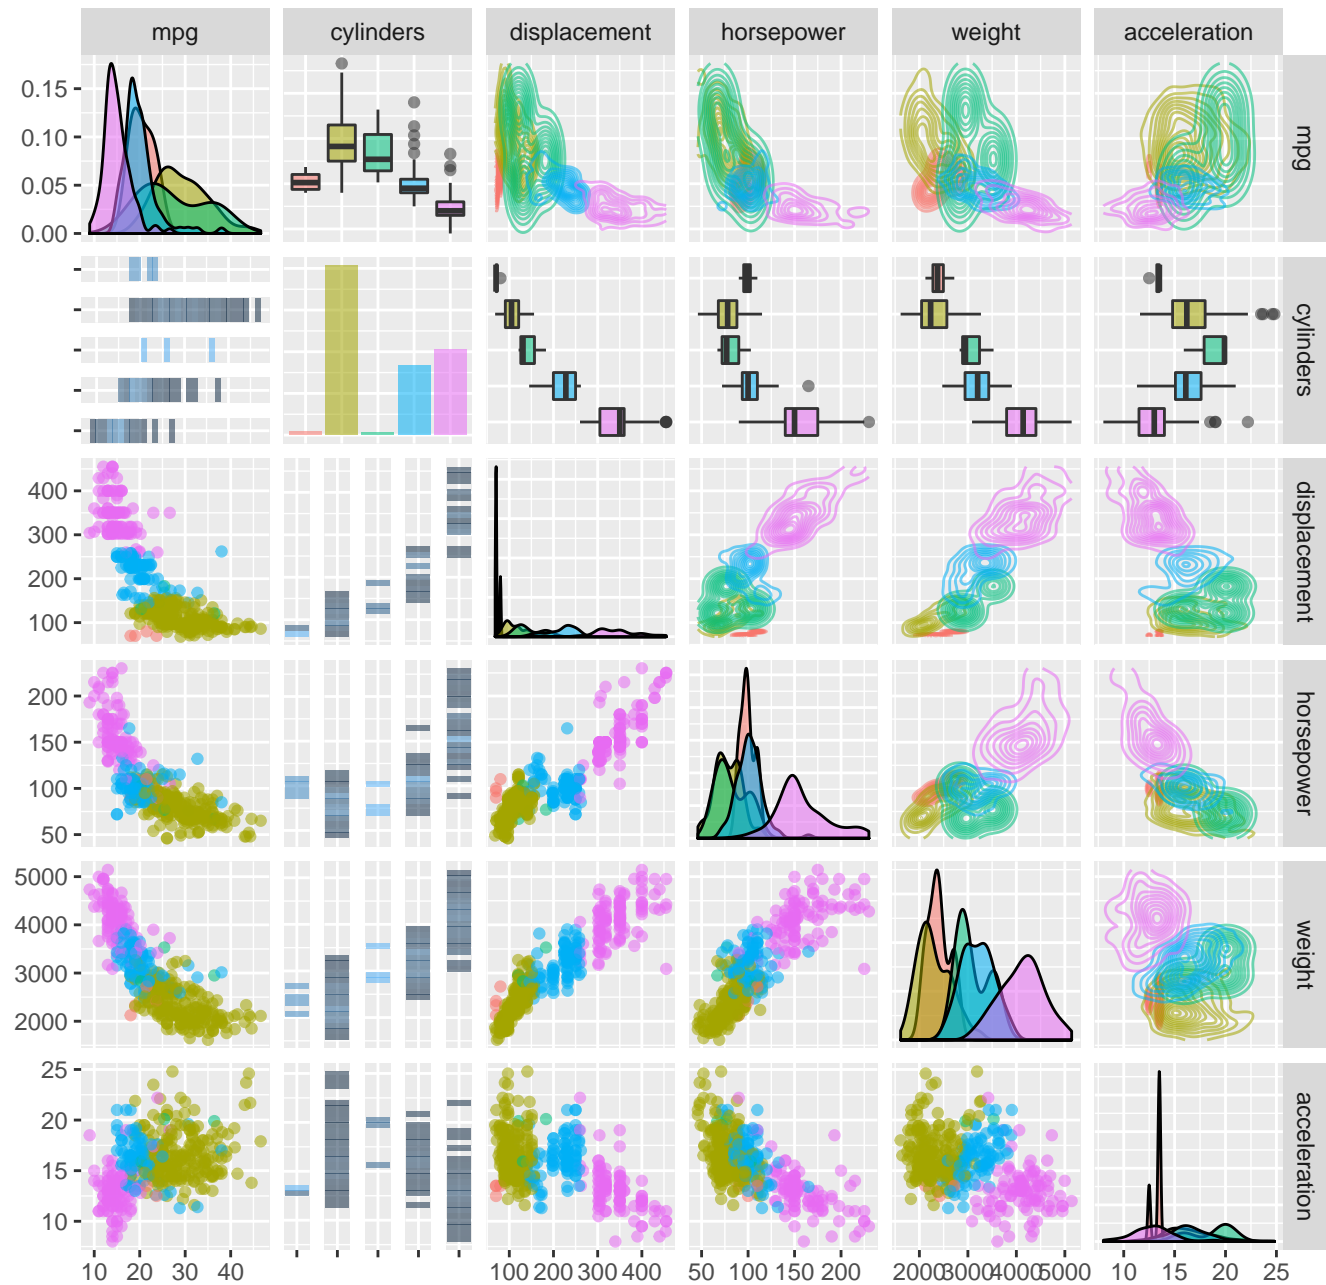 mpg cylinders displacement horsepower weight acceleration
0.15
0.10
0.05
0.00
mpg
cylinders
400
300
200
100
displacement
200
150
100
50
horsepower
5000
4000
3000
2000
weight
25
20
15
10
acceleration
10 20 30 40 100 200 300 400 50 100 150 200 2000 3000 4000 5000 10 15 20 25